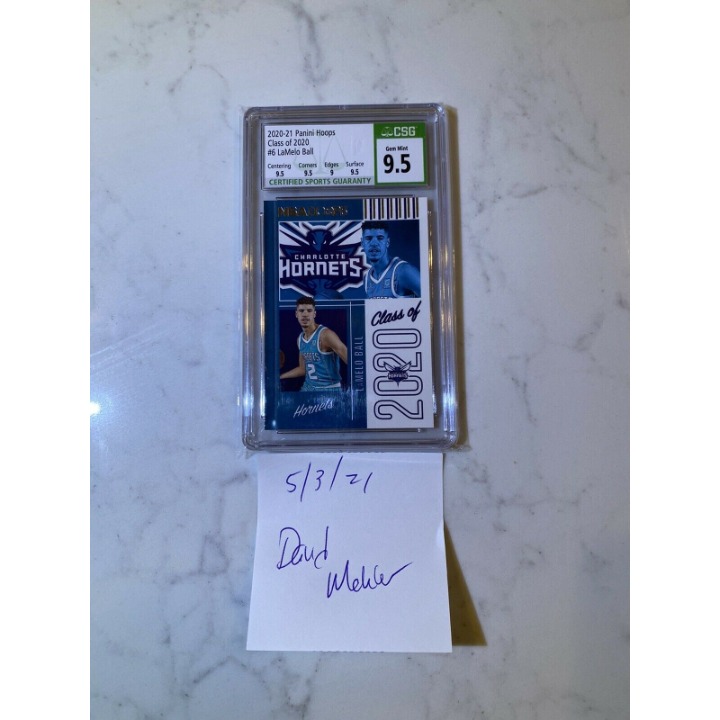 2020-21 Panini Hoops
Class of 2020
#6 LaMelo Ball
Centering Corners Edges Surface
9.5 9.5 9 9.5
CERTIFIED SPORTS GUARANTY
CSG
Gem Mint
9.5
CHARLOTTE
HORNETS
Class of
2020
MELO BALL
2
Hornets
5/3/21
David